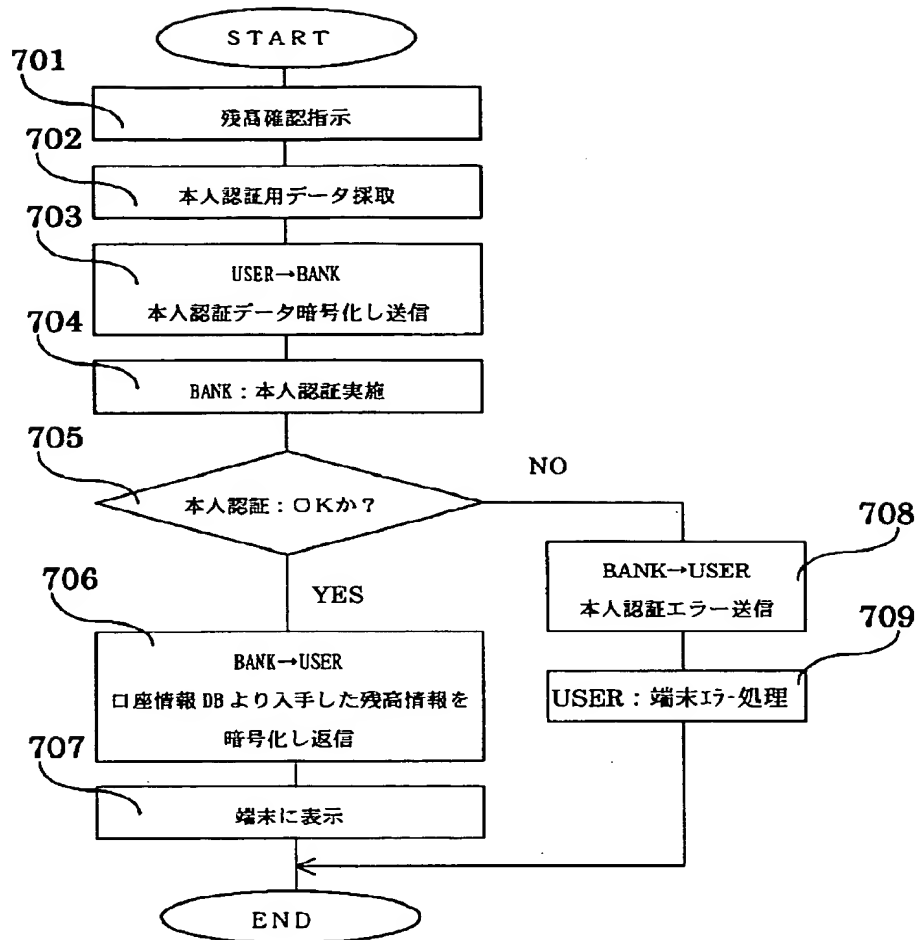 START
701
残高確認指示
702
本人認証用データ採取
703
USER→BANK
本人認証データ暗号化し送信
704
BANK：本人認証実施
705
本人認証：OKか？
NO
YES
706
BANK→USER
口座情報DBより入手した残高情報を
暗号化し返信
707
端末に表示
708
BANK→USER
本人認証エラー送信
709
USER：端末ｴﾗｰ処理
END